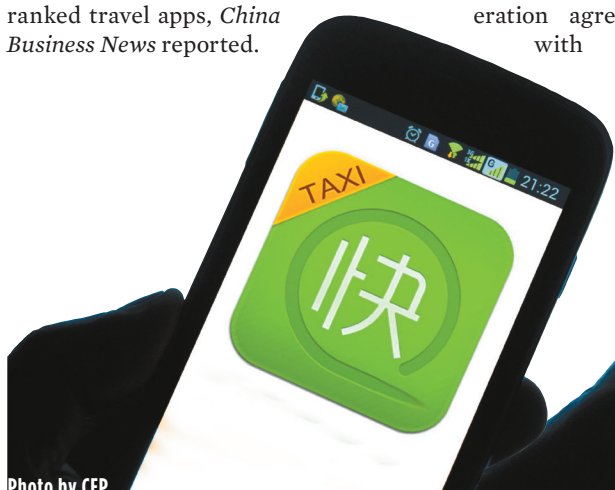 ranked travel apps, China
Business News reported.
eration agre
with
21:22
TAXI
快
Photo by CFP